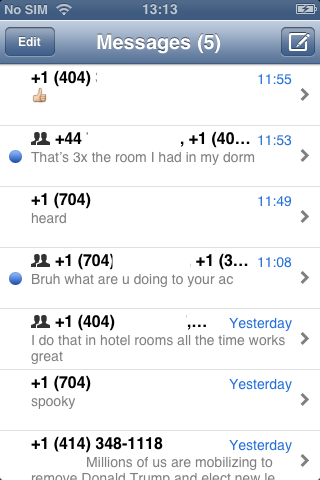 No SIM 13:13
Edit Messages (5)
+1 (404) 11:55
👍
+44 , +1 (40… 11:53
That's 3x the room I had in my dorm
+1 (704) 11:49
heard
+1 (704) , +1 (3… 11:08
Bruh what are u doing to your ac
+1 (404) ,… Yesterday
I do that in hotel rooms all the time works
great
+1 (704) Yesterday
spooky
+1 (414) 348-1118 Yesterday
Millions of us are mobilizing to
remove Donald Trump and elect new le